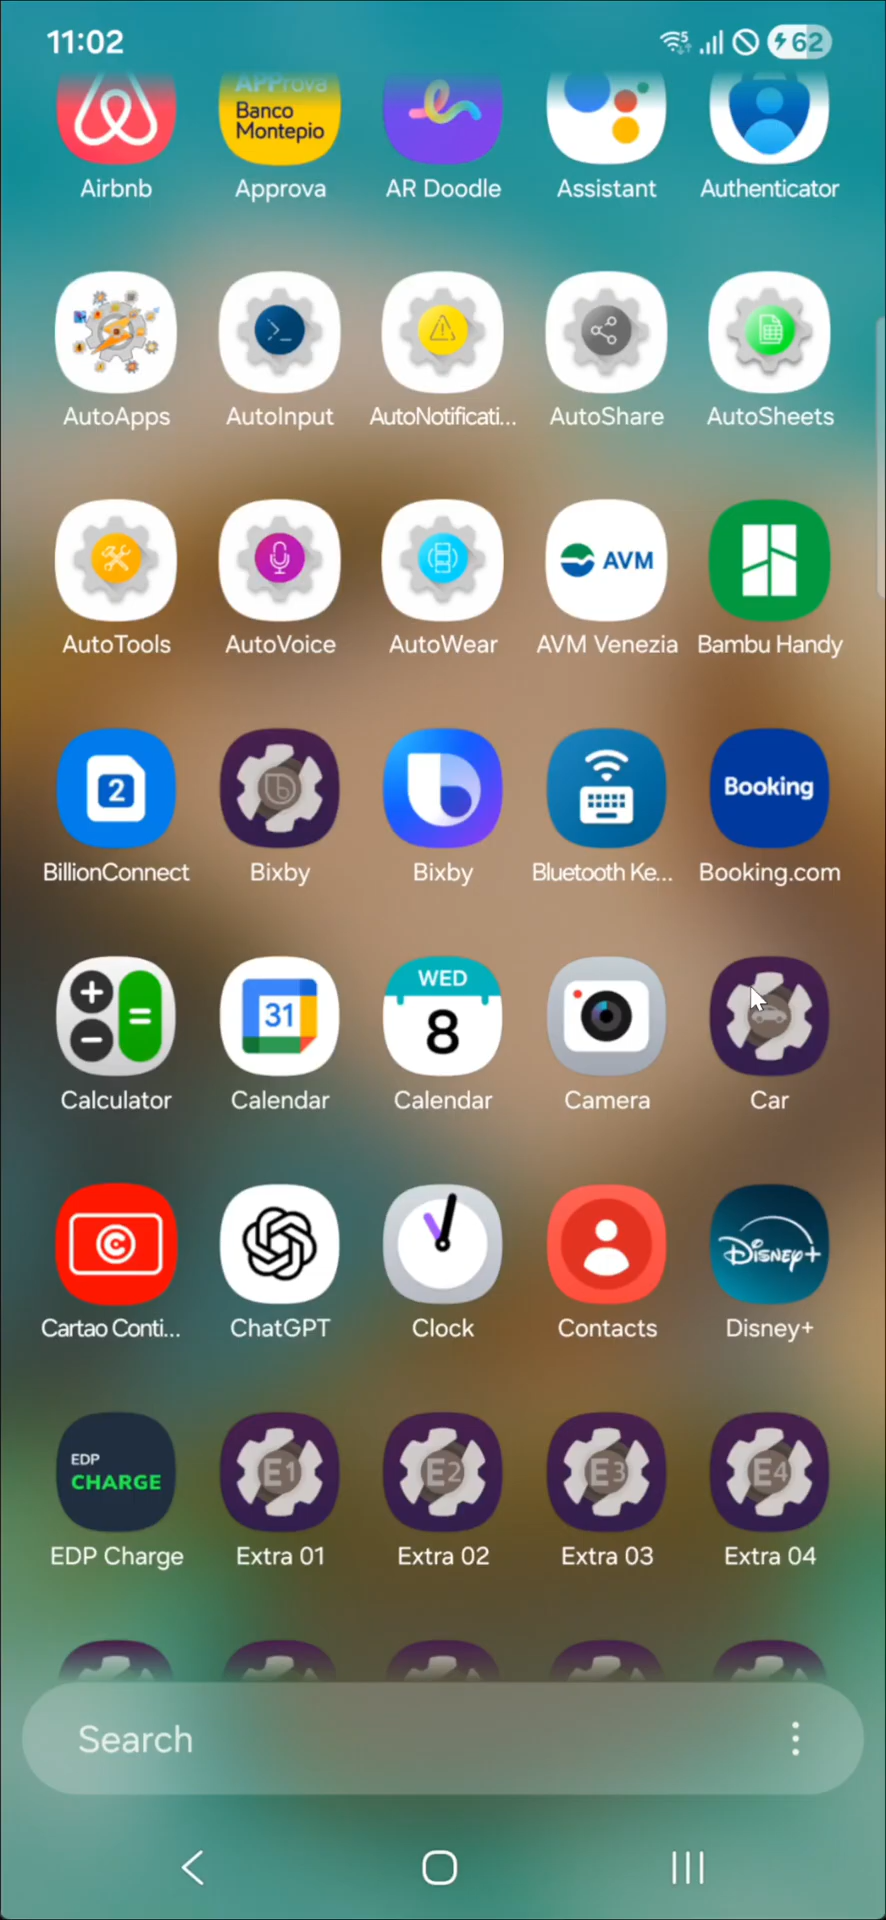 11:02
5
62
APProva
Banco
Montepio
Airbnb
Approva
AR Doodle
Assistant
Authenticator
AutoApps
AutoInput
AutoNotificati...
AutoShare
AutoSheets
AVM
AutoTools
AutoVoice
AutoWear
AVM Venezia
Bambu Handy
2
Booking
BillionConnect
Bixby
Bixby
Bluetooth Ke...
Booking.com
31
WED
8
Calculator
Calendar
Calendar
Camera
Car
C
Disney+
Cartao Conti...
ChatGPT
Clock
Contacts
Disney+
EDP
CHARGE
E1
E2
E3
E4
EDP Charge
Extra 01
Extra 02
Extra 03
Extra 04
Search